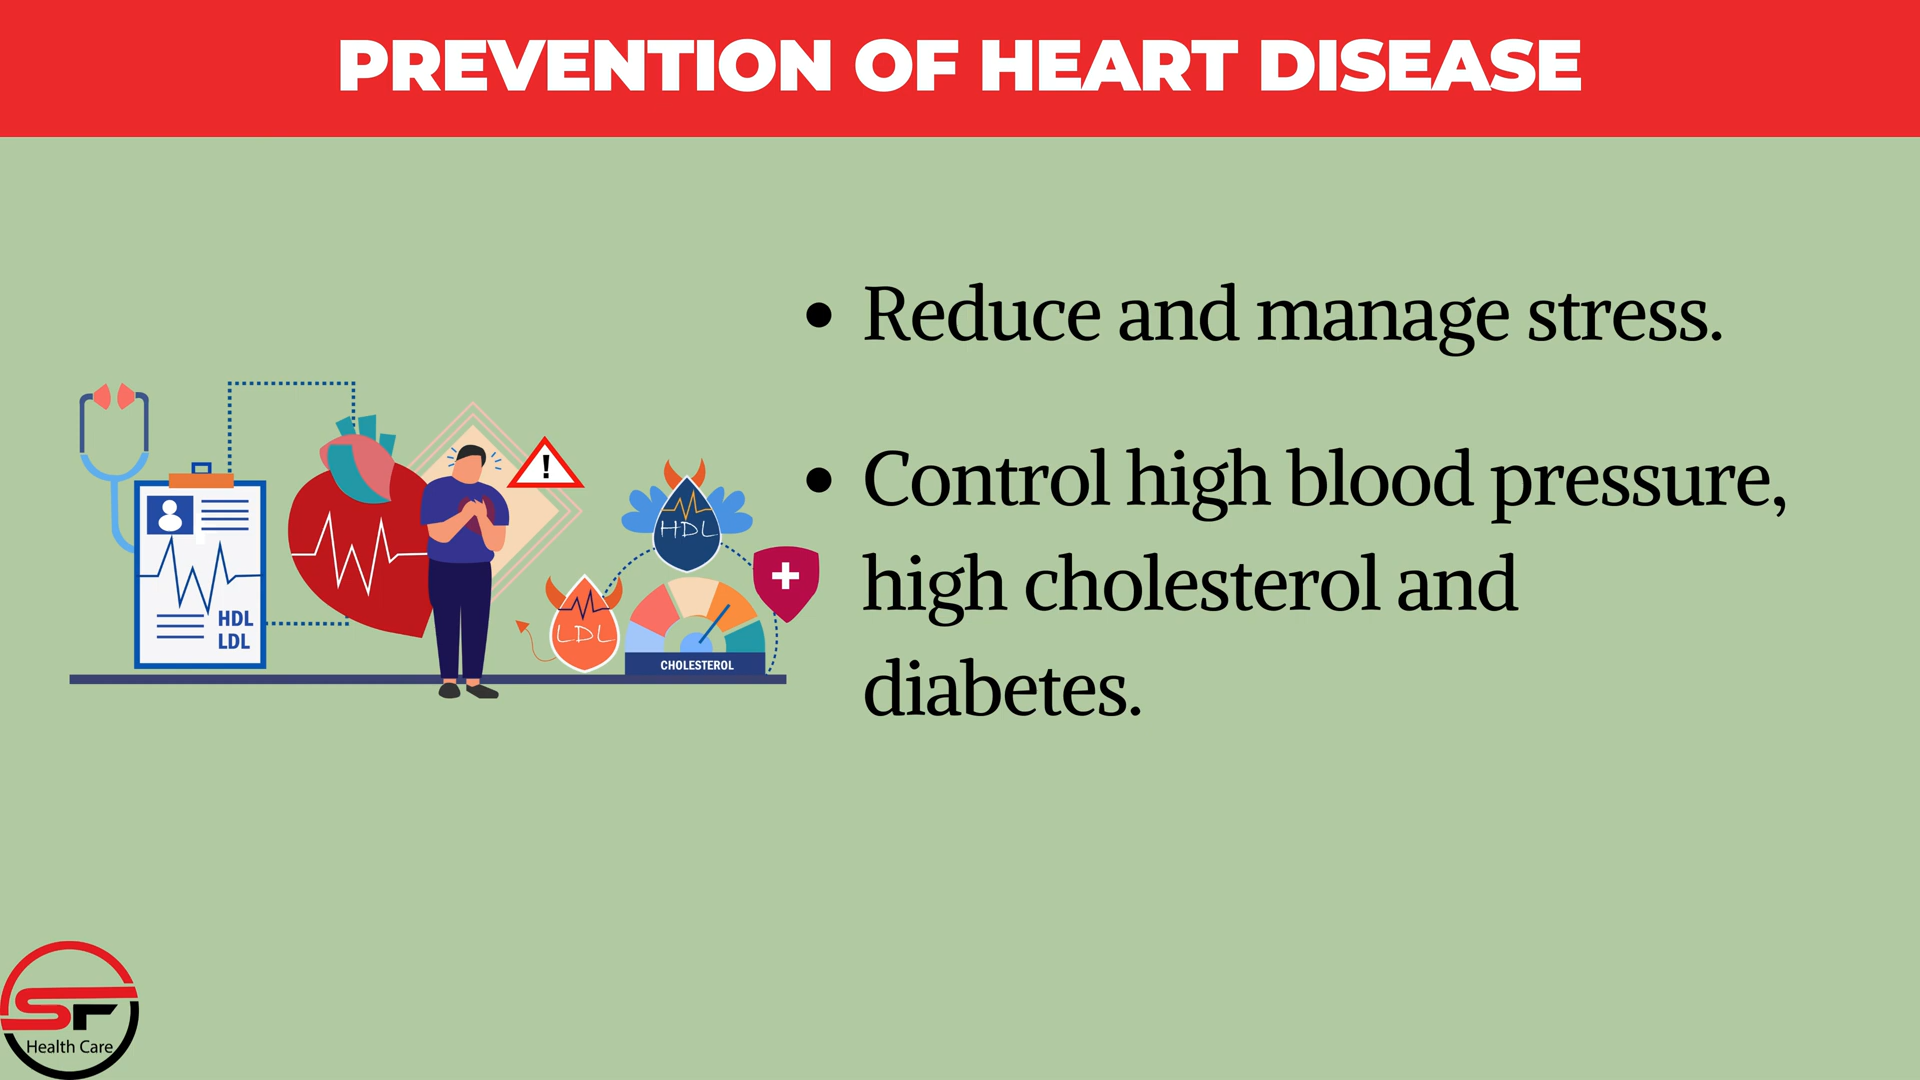 PREVENTION OF HEART DISEASE
• Reduce and manage stress.
• Control high blood pressure,
high cholesterol and
diabetes.
HDL
LDL
!
HDL
LDL
CHOLESTEROL
SF
Health Care